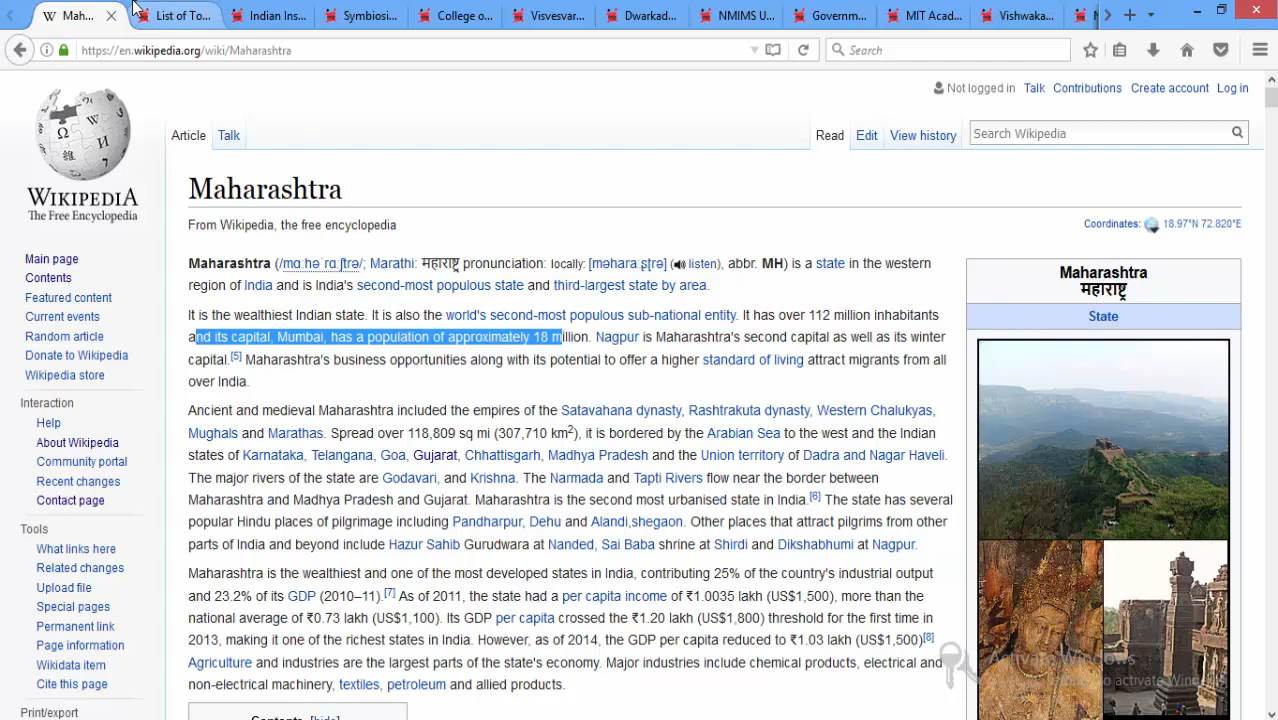 Mah...
List of To...
Indian Ins...
Symbiosi...
College o...
Visvesvar...
Dwarkad...
NMIMS U...
Governm...
MIT Acad...
Vishwaka...
https://en.wikipedia.org/wiki/Maharashtra
Search
Not logged in Talk Contributions Create account Log in
Article Talk
Read Edit View history
Search Wikipedia
WIKIPEDIA
The Free Encyclopedia
Main page
Contents
Featured content
Current events
Random article
Donate to Wikipedia
Wikipedia store
Interaction
Help
About Wikipedia
Community portal
Recent changes
Contact page
Tools
What links here
Related changes
Upload file
Special pages
Permanent link
Page information
Wikidata item
Cite this page
Print/export
Maharashtra
From Wikipedia, the free encyclopedia
Coordinates: 18.97°N 72.820°E
Maharashtra (/mɑːhəˈrɑːʃtrə/; Marathi: महाराष्ट्र pronunciation: locally: [məharaːʂʈrə] (listen), abbr. MH) is a state in the western
region of India and is India's second-most populous state and third-largest state by area.
It is the wealthiest Indian state. It is also the world's second-most populous sub-national entity. It has over 112 million inhabitants
and its capital, Mumbai, has a population of approximately 18 million. Nagpur is Maharashtra's second capital as well as its winter
capital.[5] Maharashtra's business opportunities along with its potential to offer a higher standard of living attract migrants from all
over India.
Ancient and medieval Maharashtra included the empires of the Satavahana dynasty, Rashtrakuta dynasty, Western Chalukyas,
Mughals and Marathas. Spread over 118,809 sq mi (307,710 km2), it is bordered by the Arabian Sea to the west and the Indian
states of Karnataka, Telangana, Goa, Gujarat, Chhattisgarh, Madhya Pradesh and the Union territory of Dadra and Nagar Haveli.
The major rivers of the state are Godavari, and Krishna. The Narmada and Tapti Rivers flow near the border between
Maharashtra and Madhya Pradesh and Gujarat. Maharashtra is the second most urbanised state in India.[6] The state has several
popular Hindu places of pilgrimage including Pandharpur, Dehu and Alandi,shegaon. Other places that attract pilgrims from other
parts of India and beyond include Hazur Sahib Gurudwara at Nanded, Sai Baba shrine at Shirdi and Dikshabhumi at Nagpur.
Maharashtra is the wealthiest and one of the most developed states in India, contributing 25% of the country's industrial output
and 23.2% of its GDP (2010–11).[7] As of 2011, the state had a per capita income of ₹1.0035 lakh (US$1,500), more than the
national average of ₹0.73 lakh (US$1,100). Its GDP per capita crossed the ₹1.20 lakh (US$1,800) threshold for the first time in
2013, making it one of the richest states in India. However, as of 2014, the GDP per capita reduced to ₹1.03 lakh (US$1,500)[8]
Agriculture and industries are the largest parts of the state's economy. Major industries include chemical products, electrical and
non-electrical machinery, textiles, petroleum and allied products.
Contents [hide]
Maharashtra
महाराष्ट्र
State
Activate Windows
to activate Windows